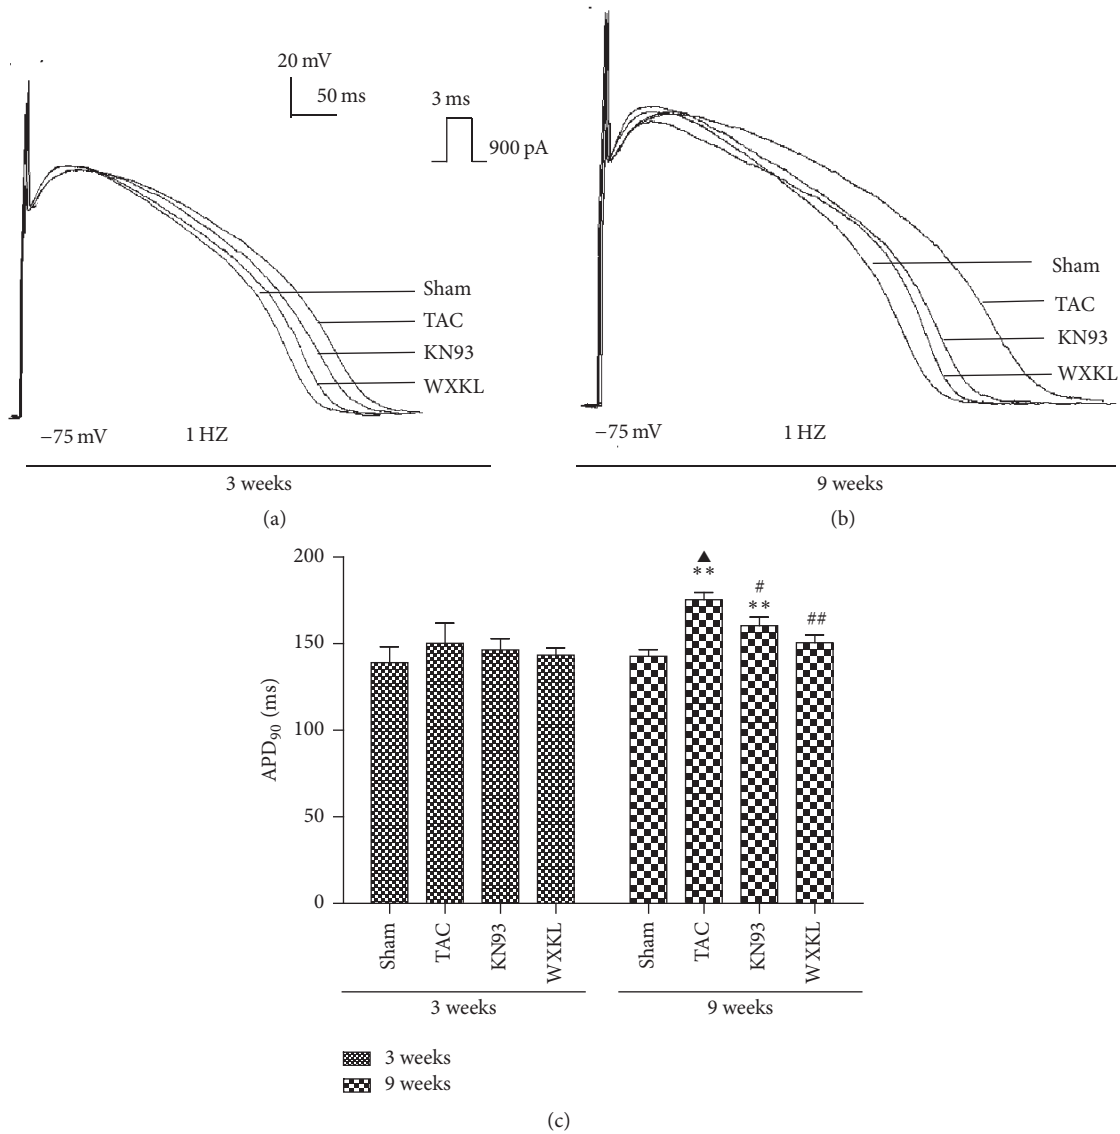 20 mV
50 ms
3 ms
900 pA
Sham
TAC
KN93
WXKL
−75 mV
1 HZ
3 weeks
(a)
Sham
TAC
KN93
WXKL
−75 mV
1 HZ
9 weeks
(b)
APD90 (ms)
200
150
100
50
0
▲
**
#
**
##
Sham
TAC
KN93
WXKL
Sham
TAC
KN93
WXKL
3 weeks
9 weeks
3 weeks
9 weeks
(c)